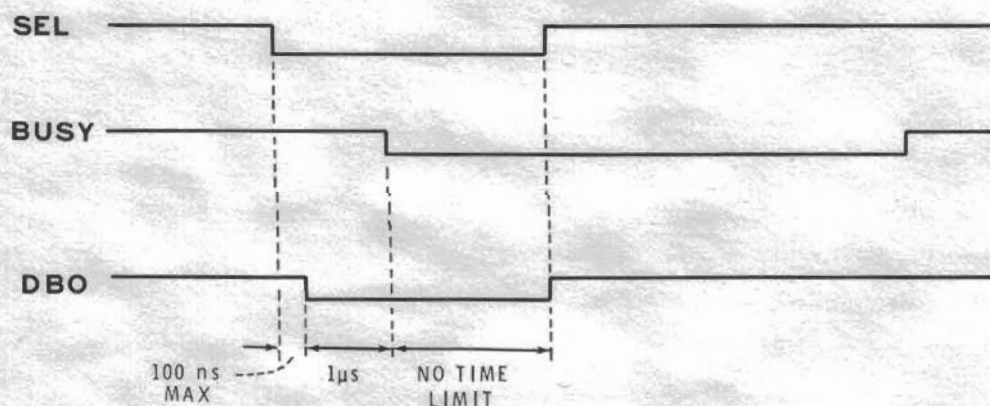 SEL
BUSY
DBO
100 ns
MAX
1μs
NO TIME
LIMIT